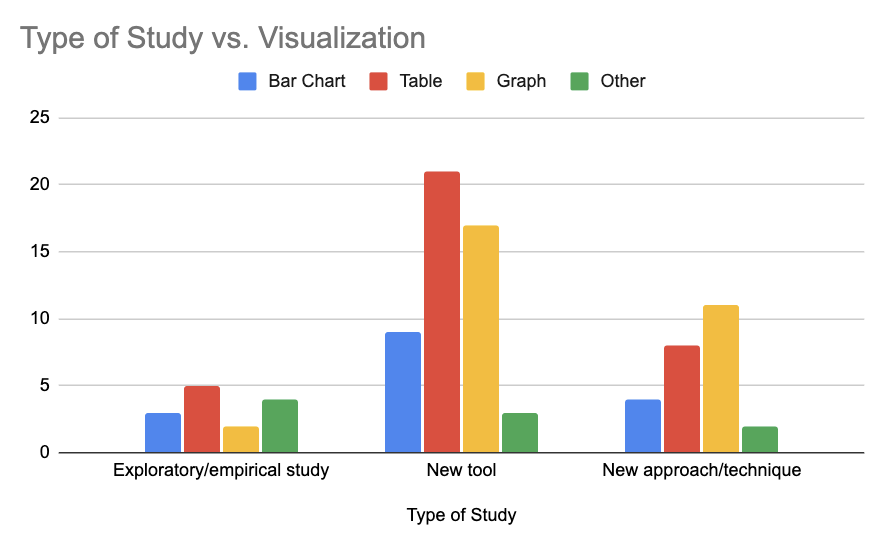 Type of Study vs. Visualization
Bar Chart Table Graph Other
25
20
15
10
5
0
Exploratory/empirical study New tool New approach/technique
Type of Study